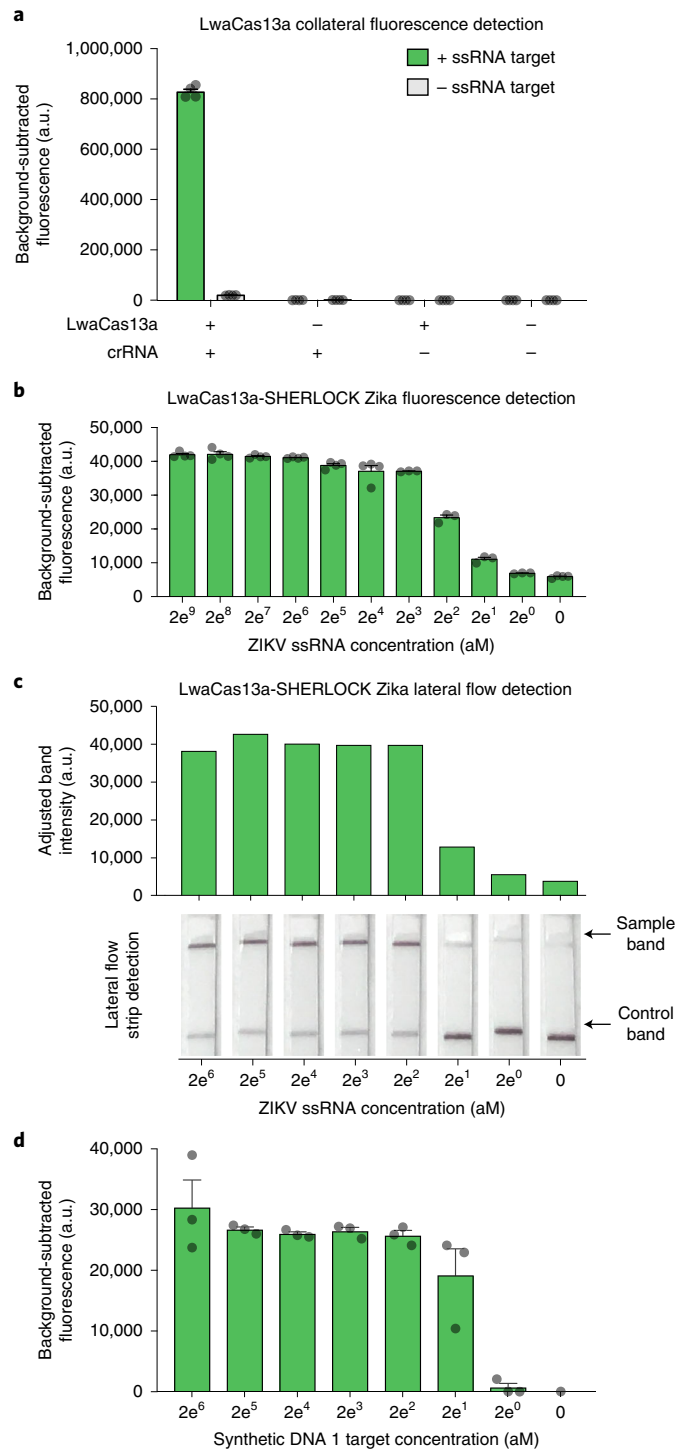 a
LwaCas13a collateral fluorescence detection
Background-subtracted
fluorescence (a.u.)
1,000,000
800,000
600,000
400,000
200,000
0
+ ssRNA target
– ssRNA target
LwaCas13a + – + –
crRNA + + – –
b
LwaCas13a-SHERLOCK Zika fluorescence detection
Background-subtracted
fluorescence (a.u.)
50,000
40,000
30,000
20,000
10,000
0
2e⁹ 2e⁸ 2e⁷ 2e⁶ 2e⁵ 2e⁴ 2e³ 2e² 2e¹ 2e⁰ 0
ZIKV ssRNA concentration (aM)
c
LwaCas13a-SHERLOCK Zika lateral flow detection
Adjusted band
intensity (a.u.)
50,000
40,000
30,000
20,000
10,000
0
Lateral flow
strip detection
Sample
band
Control
band
2e⁶ 2e⁵ 2e⁴ 2e³ 2e² 2e¹ 2e⁰ 0
ZIKV ssRNA concentration (aM)
d
Background-subtracted
fluorescence (a.u.)
40,000
30,000
20,000
10,000
0
2e⁶ 2e⁵ 2e⁴ 2e³ 2e² 2e¹ 2e⁰ 0
Synthetic DNA 1 target concentration (aM)